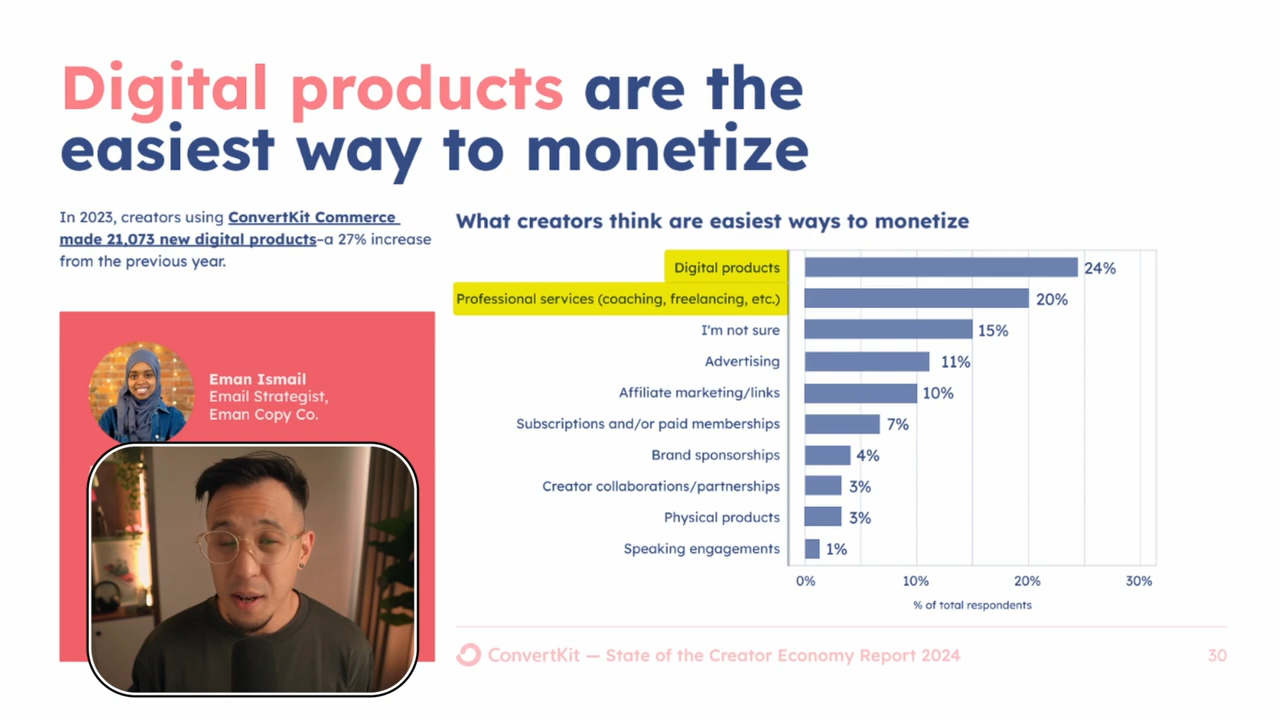 Digital products are the
easiest way to monetize
In 2023, creators using ConvertKit Commerce
made 21,073 new digital products–a 27% increase
from the previous year.
Eman Ismail
Email Strategist,
Eman Copy Co.
What creators think are easiest ways to monetize
Digital products 24%
Professional services (coaching, freelancing, etc.) 20%
I'm not sure 15%
Advertising 11%
Affiliate marketing/links 10%
Subscriptions and/or paid memberships 7%
Brand sponsorships 4%
Creator collaborations/partnerships 3%
Physical products 3%
Speaking engagements 1%
0% 10% 20% 30%
% of total respondents
ConvertKit — State of the Creator Economy Report 2024 30